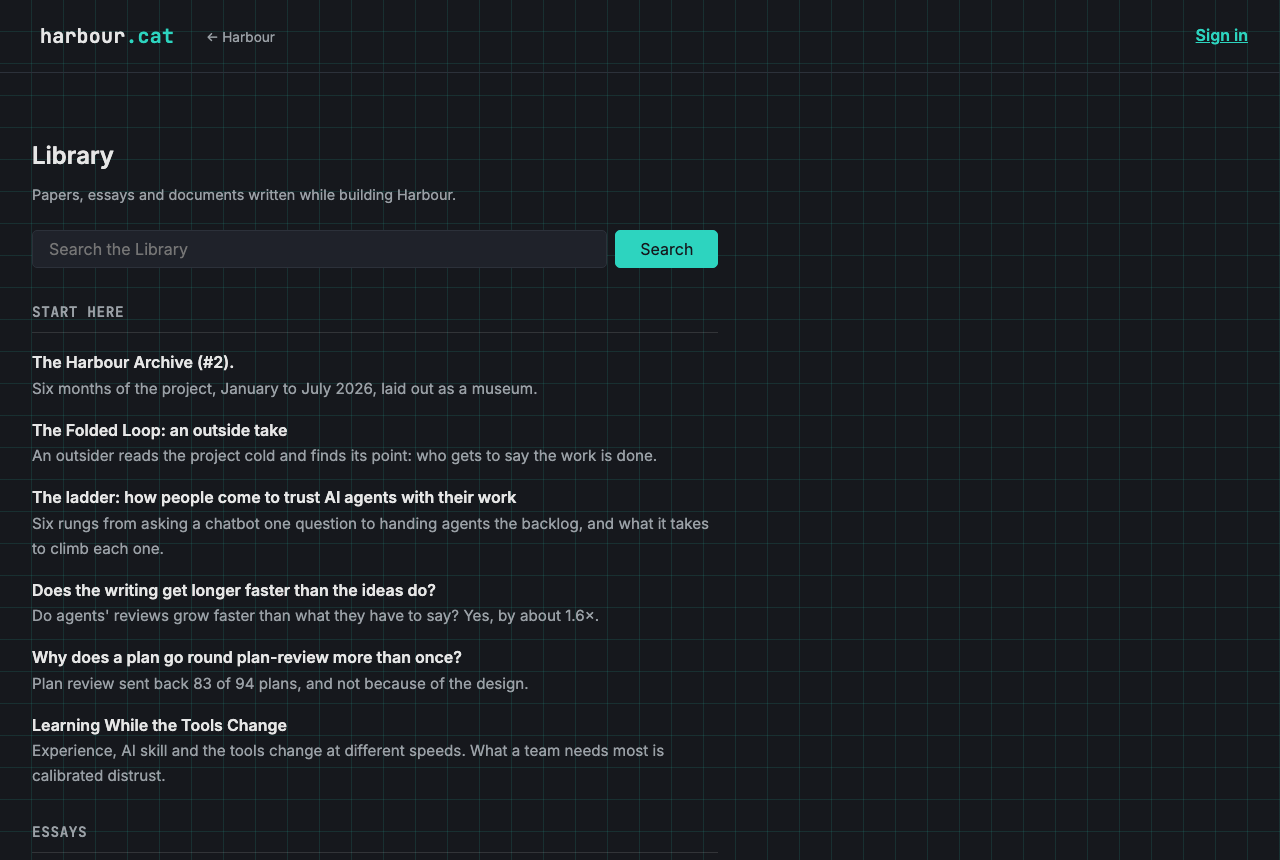 harbour.cat
← Harbour
Sign in
Library
Papers, essays and documents written while building Harbour.
Search the Library
Search
START HERE
The Harbour Archive (#2).
Six months of the project, January to July 2026, laid out as a museum.
The Folded Loop: an outside take
An outsider reads the project cold and finds its point: who gets to say the work is done.
The ladder: how people come to trust AI agents with their work
Six rungs from asking a chatbot one question to handing agents the backlog, and what it takes
to climb each one.
Does the writing get longer faster than the ideas do?
Do agents' reviews grow faster than what they have to say? Yes, by about 1.6×.
Why does a plan go round plan-review more than once?
Plan review sent back 83 of 94 plans, and not because of the design.
Learning While the Tools Change
Experience, AI skill and the tools change at different speeds. What a team needs most is
calibrated distrust.
ESSAYS